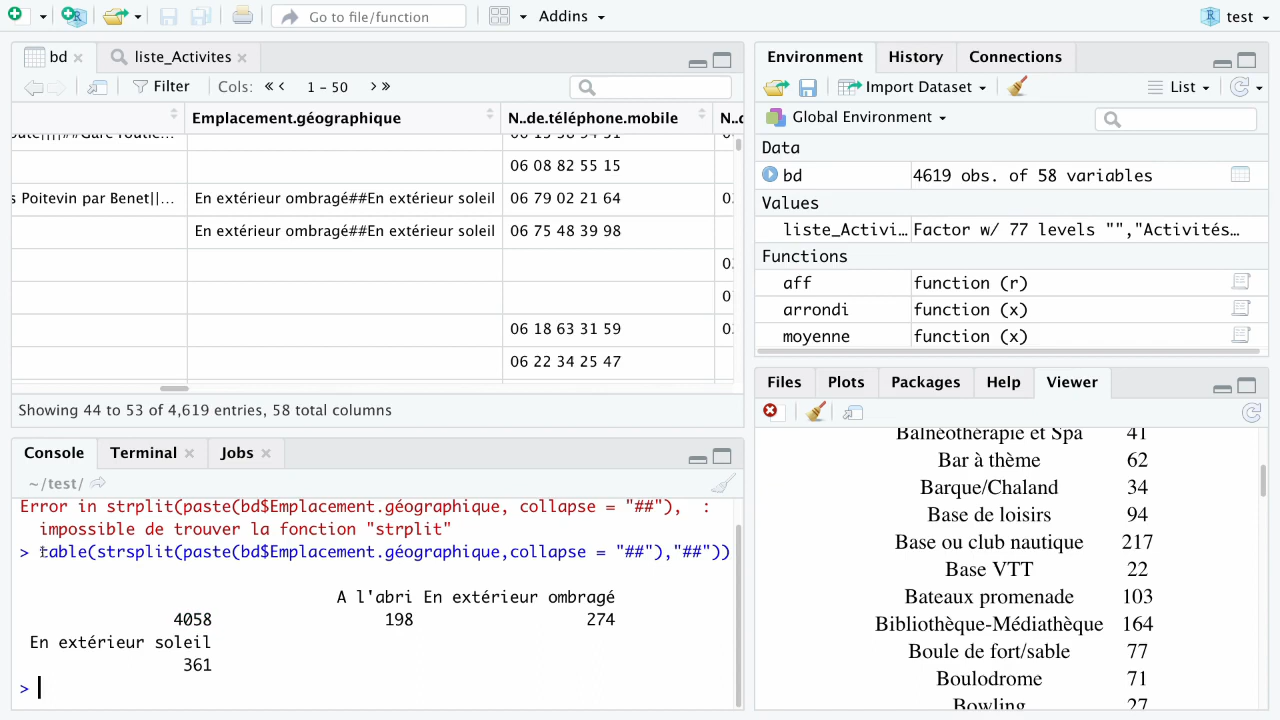 Go to file/function
Addins
test
bd
liste_Activites
Filter
Cols:
1 - 50
Emplacement.géographique
N..de.téléphone.mobile
06 08 82 55 15
s Poitevin par Benet||...
En extérieur ombragé##En extérieur soleil
06 79 02 21 64
En extérieur ombragé##En extérieur soleil
06 75 48 39 98
06 18 63 31 59
06 22 34 25 47
Showing 44 to 53 of 4,619 entries, 58 total columns
Console
Terminal
Jobs
~/test/
Error in strplit(paste(bd$Emplacement.géographique, collapse = "##"),  :
impossible de trouver la fonction "strplit"
> table(strsplit(paste(bd$Emplacement.géographique,collapse = "##"),"##"))
A l'abri En extérieur ombragé
4058 198 274
En extérieur soleil
361
>
Environment
History
Connections
Import Dataset
List
Global Environment
Data
bd 4619 obs. of 58 variables
Values
liste_Activi… Factor w/ 77 levels "","Activités…
Functions
aff function (r)
arrondi function (x)
moyenne function (x)
Files
Plots
Packages
Help
Viewer
Balnéothérapie et Spa 41
Bar à thème 62
Barque/Chaland 34
Base de loisirs 94
Base ou club nautique 217
Base VTT 22
Bateaux promenade 103
Bibliothèque-Médiathèque 164
Boule de fort/sable 77
Boulodrome 71
Bowling 27